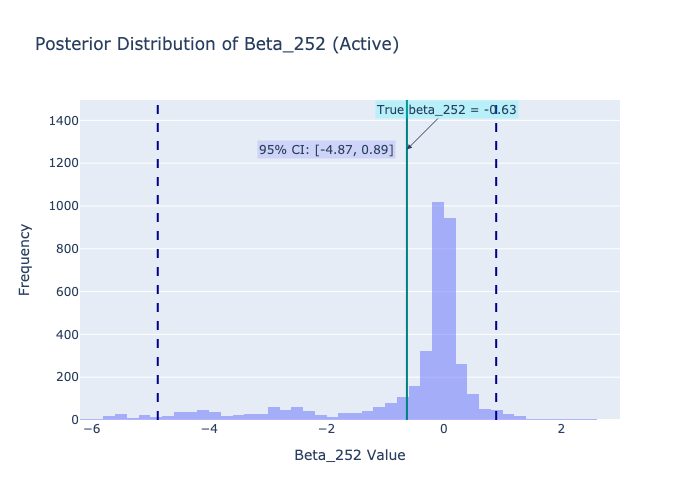 Posterior Distribution of Beta_252 (Active)
True beta_252 = -0.63
95% CI: [-4.87, 0.89]
1400
1200
1000
800
600
400
200
0
Frequency
−6 −4 −2 0 2
Beta_252 Value